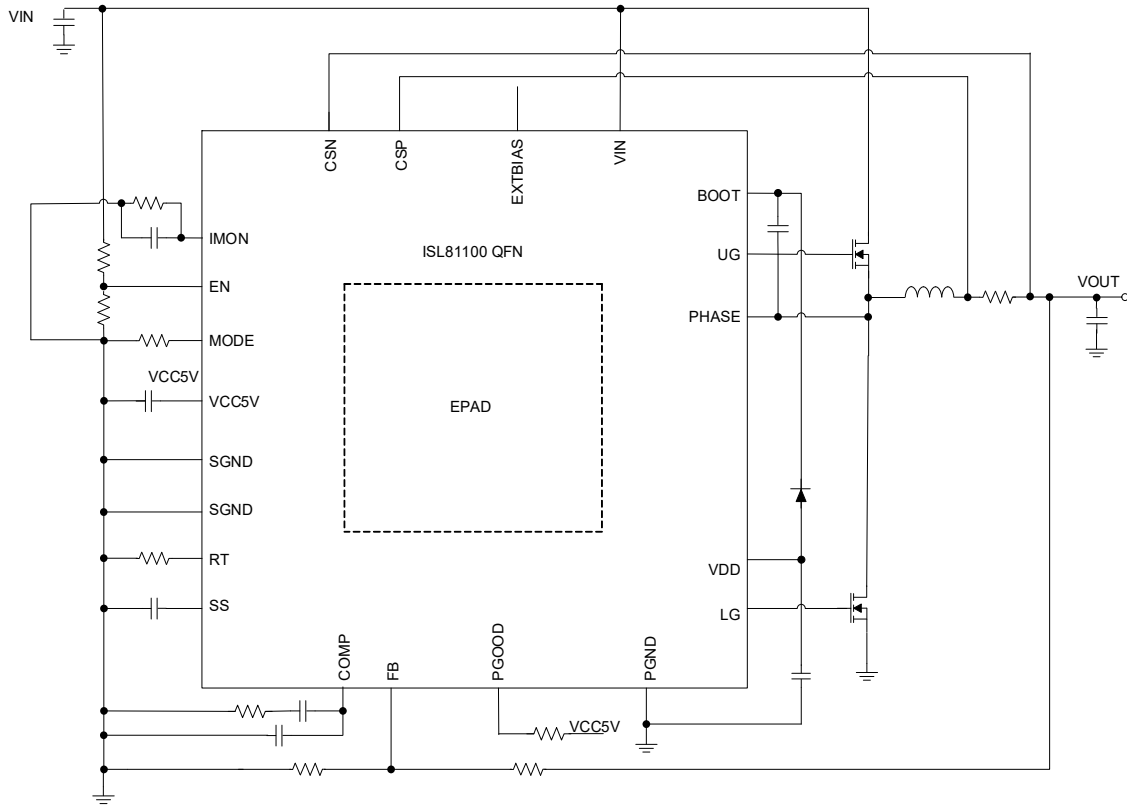 VIN
CSN
CSP
EXTBIAS
VIN
BOOT
IMON
ISL81100 QFN
UG
EN
VOUT
PHASE
MODE
VCC5V
VCC5V
EPAD
SGND
SGND
RT
VDD
SS
LG
COMP
FB
PGOOD
PGND
VCC5V